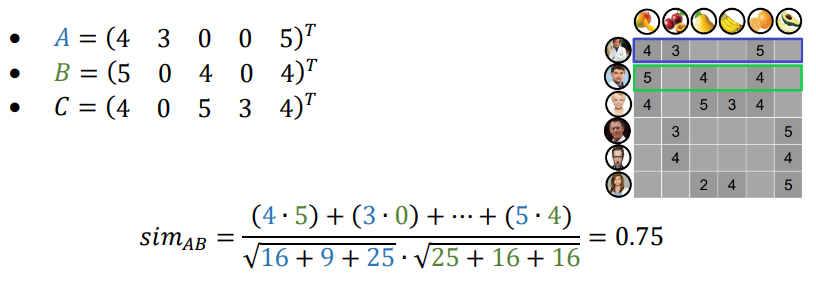 • A = (4 3 0 0 5)ᵀ
• B = (5 0 4 0 4)ᵀ
• C = (4 0 5 3 4)ᵀ
4 3 5
5 4 4
4 5 3 4
3 5
4 4
2 4 5
(4 · 5) + (3 · 0) + ⋯ + (5 · 4)
sim_AB = ――― = 0.75
√16 + 9 + 25 · √25 + 16 + 16